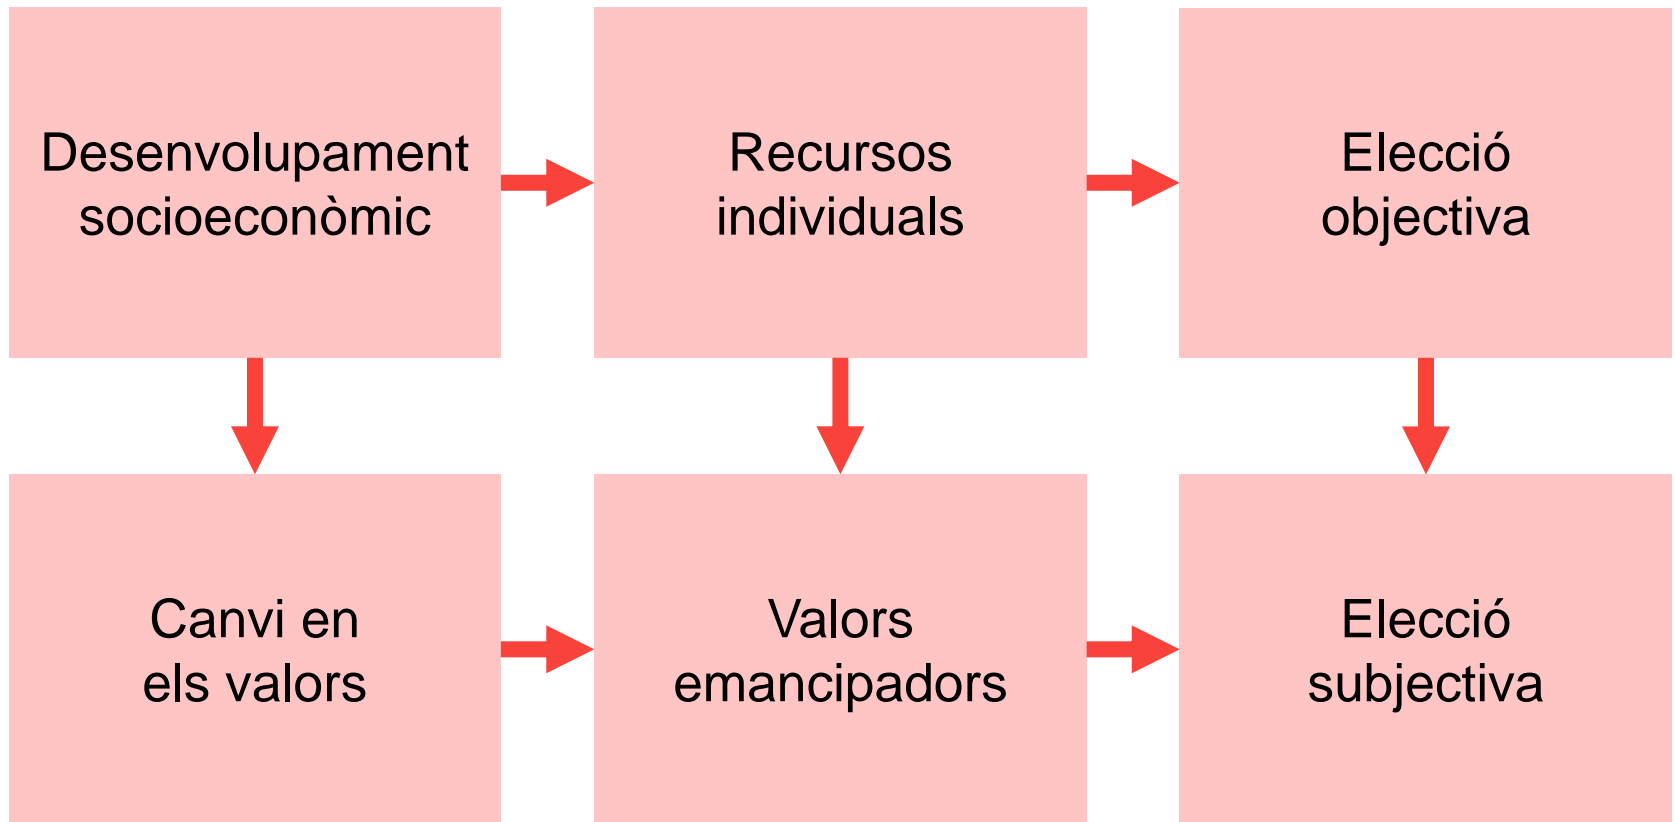 Desenvolupament
socioeconòmic
Recursos
individuals
Elecció
objectiva
Canvi en
els valors
Valors
emancipadors
Elecció
subjectiva